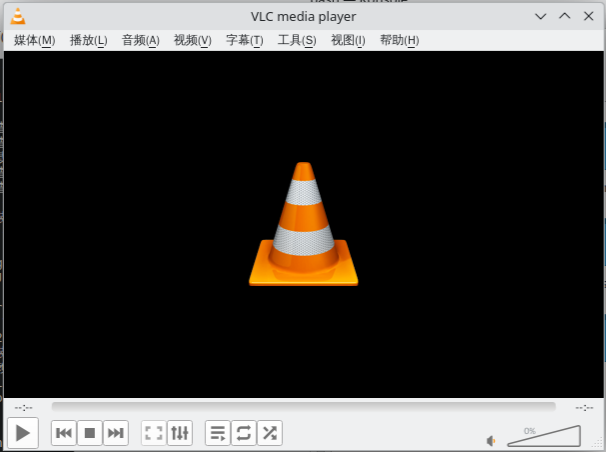 VLC media player
媒体(M) 播放(L) 音频(A) 视频(V) 字幕(T) 工具(S) 视图(I) 帮助(H)
--:-- --:--
0%